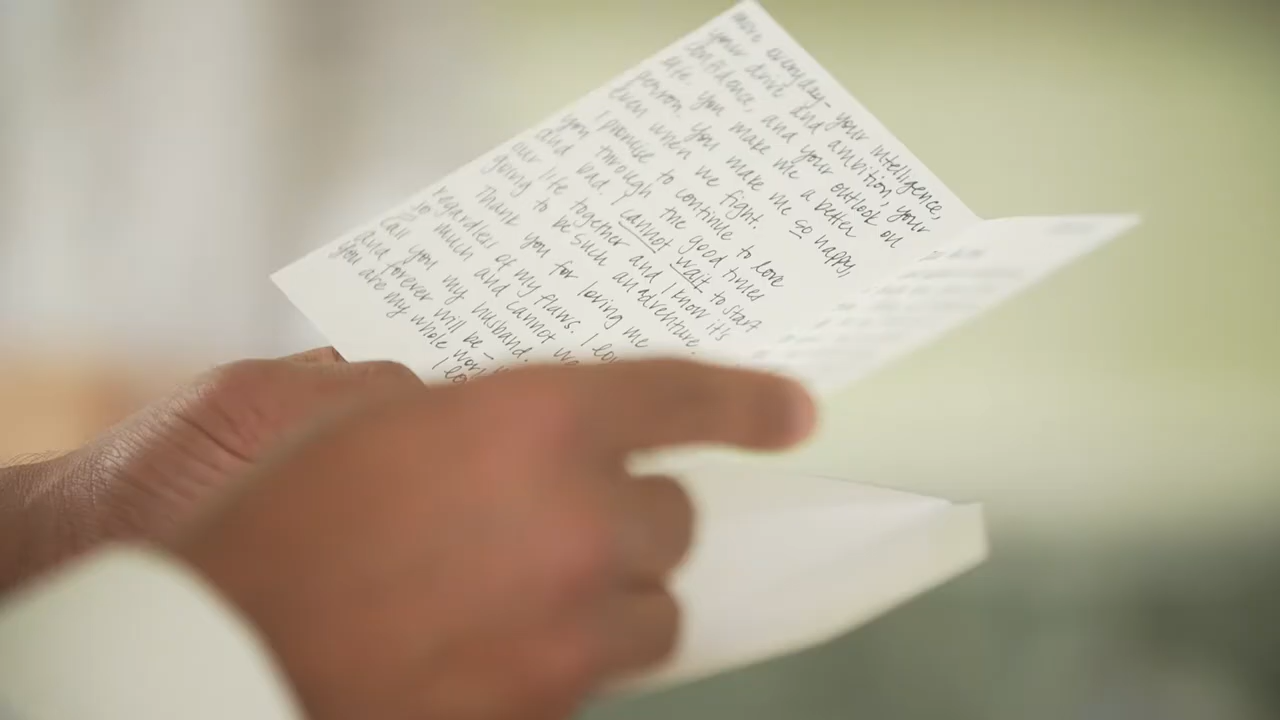 more everyday - your intelligence,
your drive and ambition, your
confidence, and your outlook on
life. You make me a better
person. You make me so happy,
even when we fight.
I promise to continue to love
you through the good times
and bad. I cannot wait to start
our life together and I know it's
going to be such an adventure.
Thank you for loving me
regardless of my flaws. I
so much and cannot
call you my husband.
and forever will be -
you are my whole
I